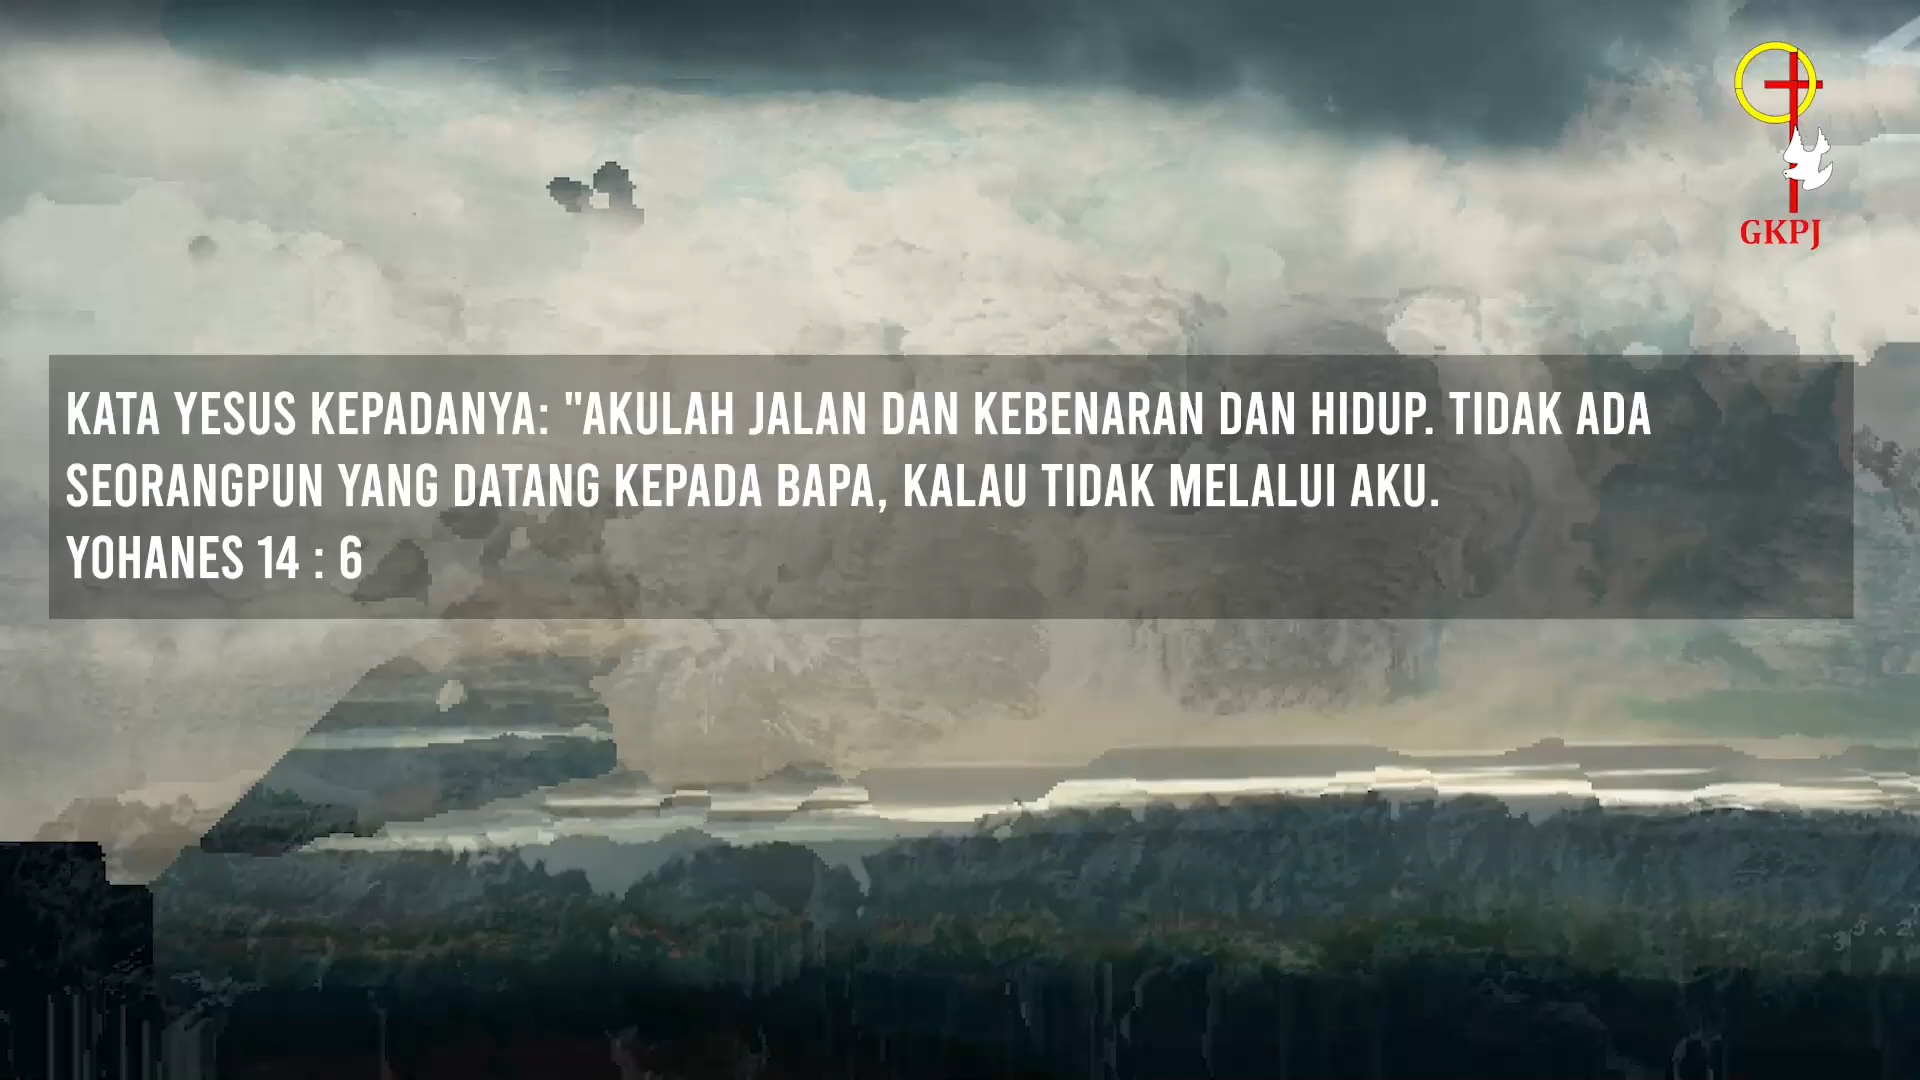 GKPJ
KATA YESUS KEPADANYA: "AKULAH JALAN DAN KEBENARAN DAN HIDUP. TIDAK ADA
SEORANGPUN YANG DATANG KEPADA BAPA, KALAU TIDAK MELALUI AKU.
YOHANES 14 : 6